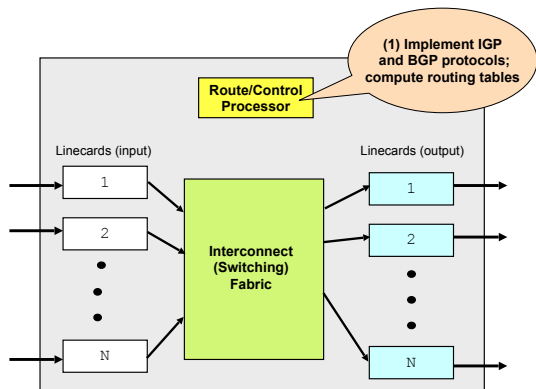 (1) Implement IGP
and BGP protocols;
compute routing tables
Route/Control
Processor
Linecards (input)
Linecards (output)
1
1
2
2
Interconnect
(Switching)
Fabric
N
N